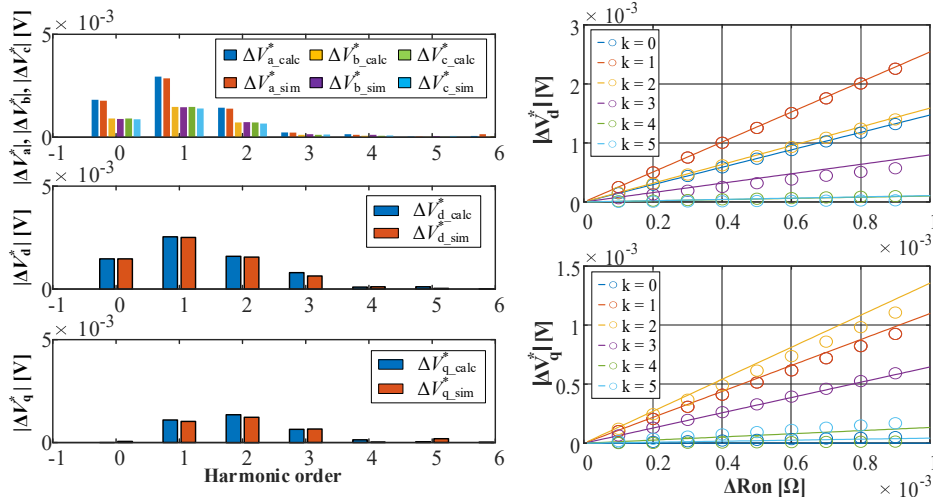 5 × 10⁻³
|ΔV*a|, |ΔV*b|, |ΔV*c| [V]
ΔV*a_calc ΔV*b_calc ΔV*c_calc
ΔV*a_sim ΔV*b_sim ΔV*c_sim
0
-1 0 1 2 3 4 5 6
5 × 10⁻³
|ΔV*d| [V]
ΔV*d_calc
ΔV*d_sim
0
-1 0 1 2 3 4 5 6
5 × 10⁻³
|ΔV*q| [V]
ΔV*q_calc
ΔV*q_sim
0
-1 0 1 2 3 4 5 6
Harmonic order
× 10⁻³
3
2
1
0
|ΔV*d| [V]
k = 0
k = 1
k = 2
k = 3
k = 4
k = 5
0 0.2 0.4 0.6 0.8 1
× 10⁻³
× 10⁻³
1.5
1
0.5
0
|ΔV*q| [V]
k = 0
k = 1
k = 2
k = 3
k = 4
k = 5
0 0.2 0.4 0.6 0.8 1
ΔRon [Ω]
× 10⁻³